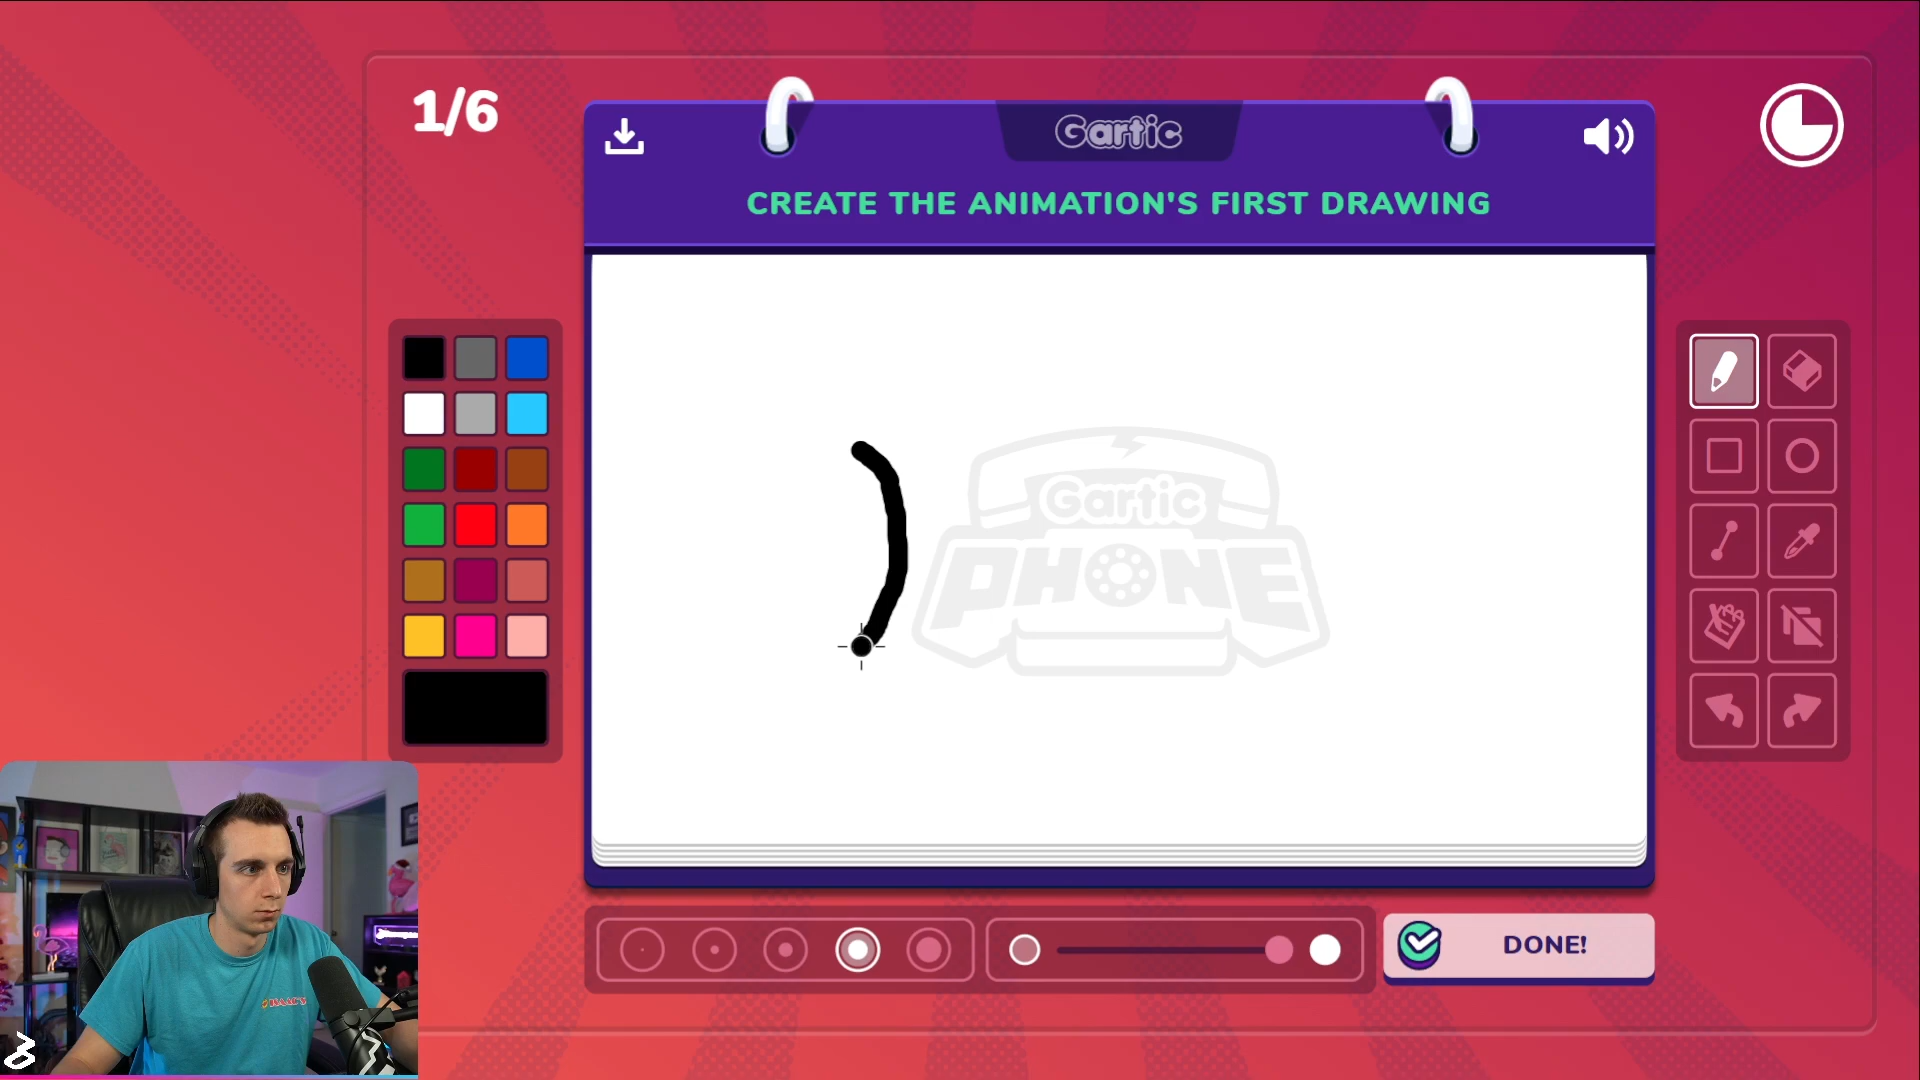 1/6
Gartic
CREATE THE ANIMATION'S FIRST DRAWING
Gartic
PHONE
DONE!